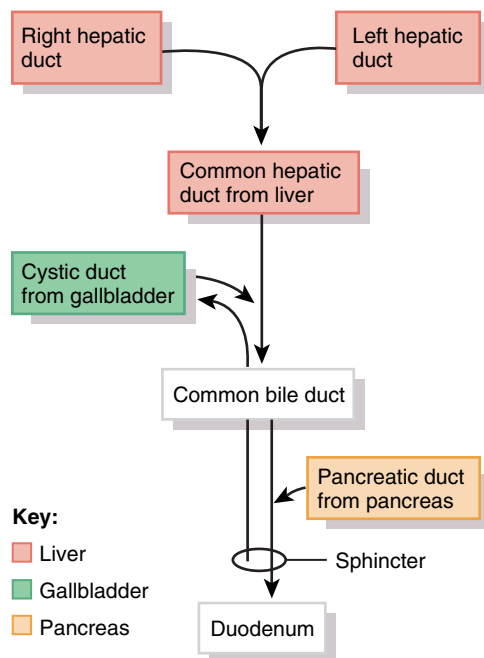 Right hepatic
duct
Left hepatic
duct
Common hepatic
duct from liver
Cystic duct
from gallbladder
Common bile duct
Pancreatic duct
from pancreas
Key:
Liver
Gallbladder
Pancreas
Sphincter
Duodenum